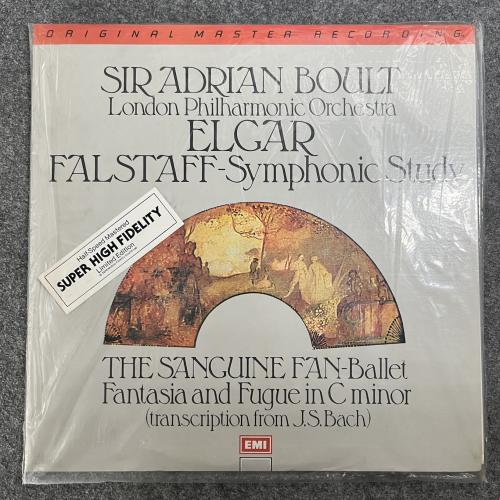 ORIGINAL MASTER RECORDING
SIR ADRIAN BOULT
London Philharmonic Orchestra
ELGAR
FALSTAFF-Symphonic Study
Half Speed Mastered
SUPER HIGH FIDELITY
Limited Edition
THE SANGUINE FAN-Ballet
Fantasia and Fugue in C minor
(transcription from J.S. Bach)
EMI